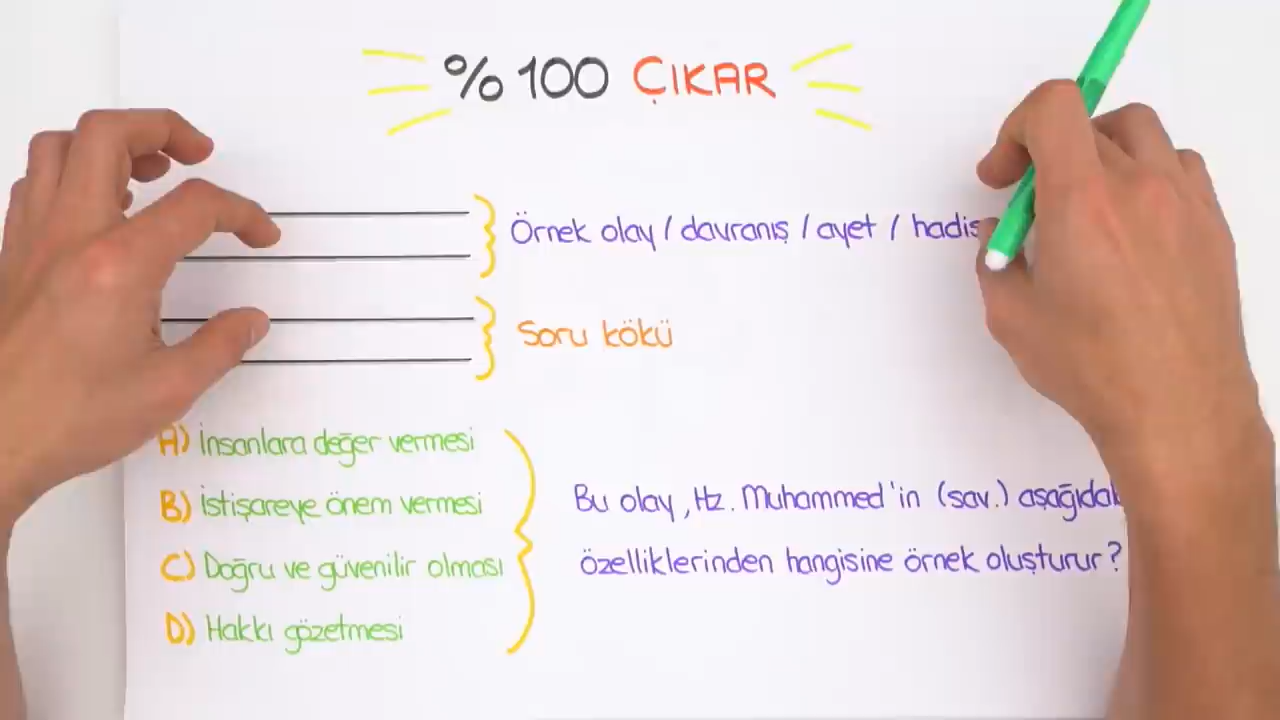 % 100 ÇIKAR
Örnek olay / davranış / ayet / hadis
Soru kökü
A) İnsanlara değer vermesi
B) İstişareye önem vermesi
C) Doğru ve güvenilir olması
D) Hakkı gözetmesi
Bu olay, Hz. Muhammed'in (sav.)
özelliklerinden hangisine örnek oluşturur?